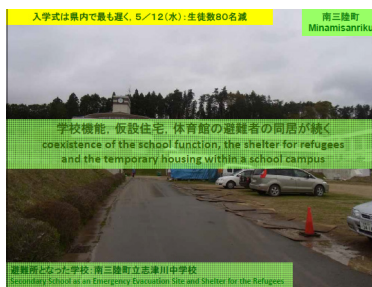 入学式は県内で最も遅く，5／12（水）：生徒数80名減
南三陸町
Minamisanriku
学校機能，仮設住宅，体育館の避難者の同居が続く
coexistence of the school function, the shelter for refugees
and the temporary housing within a school campus
避難所となった学校：南三陸町立志津川中学校
Secondary School as an Emergency Evacuation Site and Shelter for the Refugees